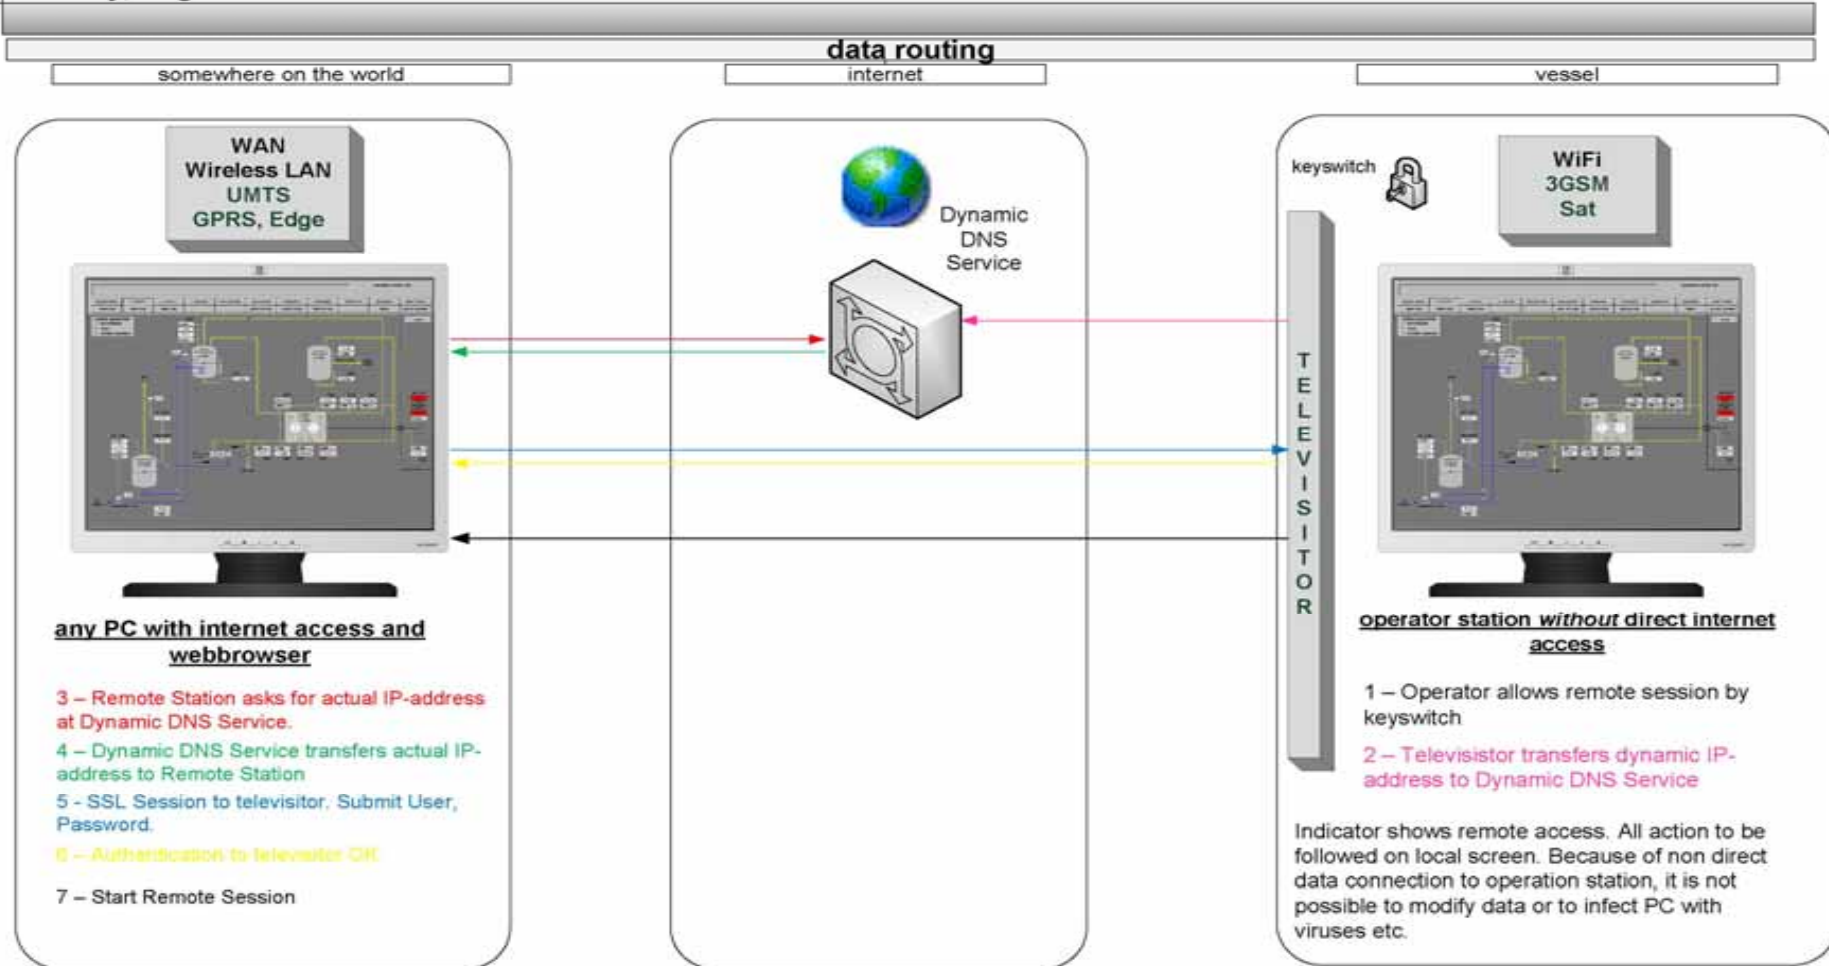 data routing
somewhere on the world
internet
vessel
WAN
Wireless LAN
UMTS
GPRS, Edge
Dynamic
DNS
Service
keyswitch
WiFi
3GSM
Sat
TELEVISITOR
any PC with internet access and
webbrowser
3 – Remote Station asks for actual IP-address
at Dynamic DNS Service.
4 – Dynamic DNS Service transfers actual IP-
address to Remote Station
5 - SSL Session to televisitor. Submit User,
Password.
6 – Authentication to televisitor OK
7 – Start Remote Session
operator station without direct internet
access
1 – Operator allows remote session by
keyswitch
2 – Televisistor transfers dynamic IP-
address to Dynamic DNS Service
Indicator shows remote access. All action to be
followed on local screen. Because of non direct
data connection to operation station, it is not
possible to modify data or to infect PC with
viruses etc.